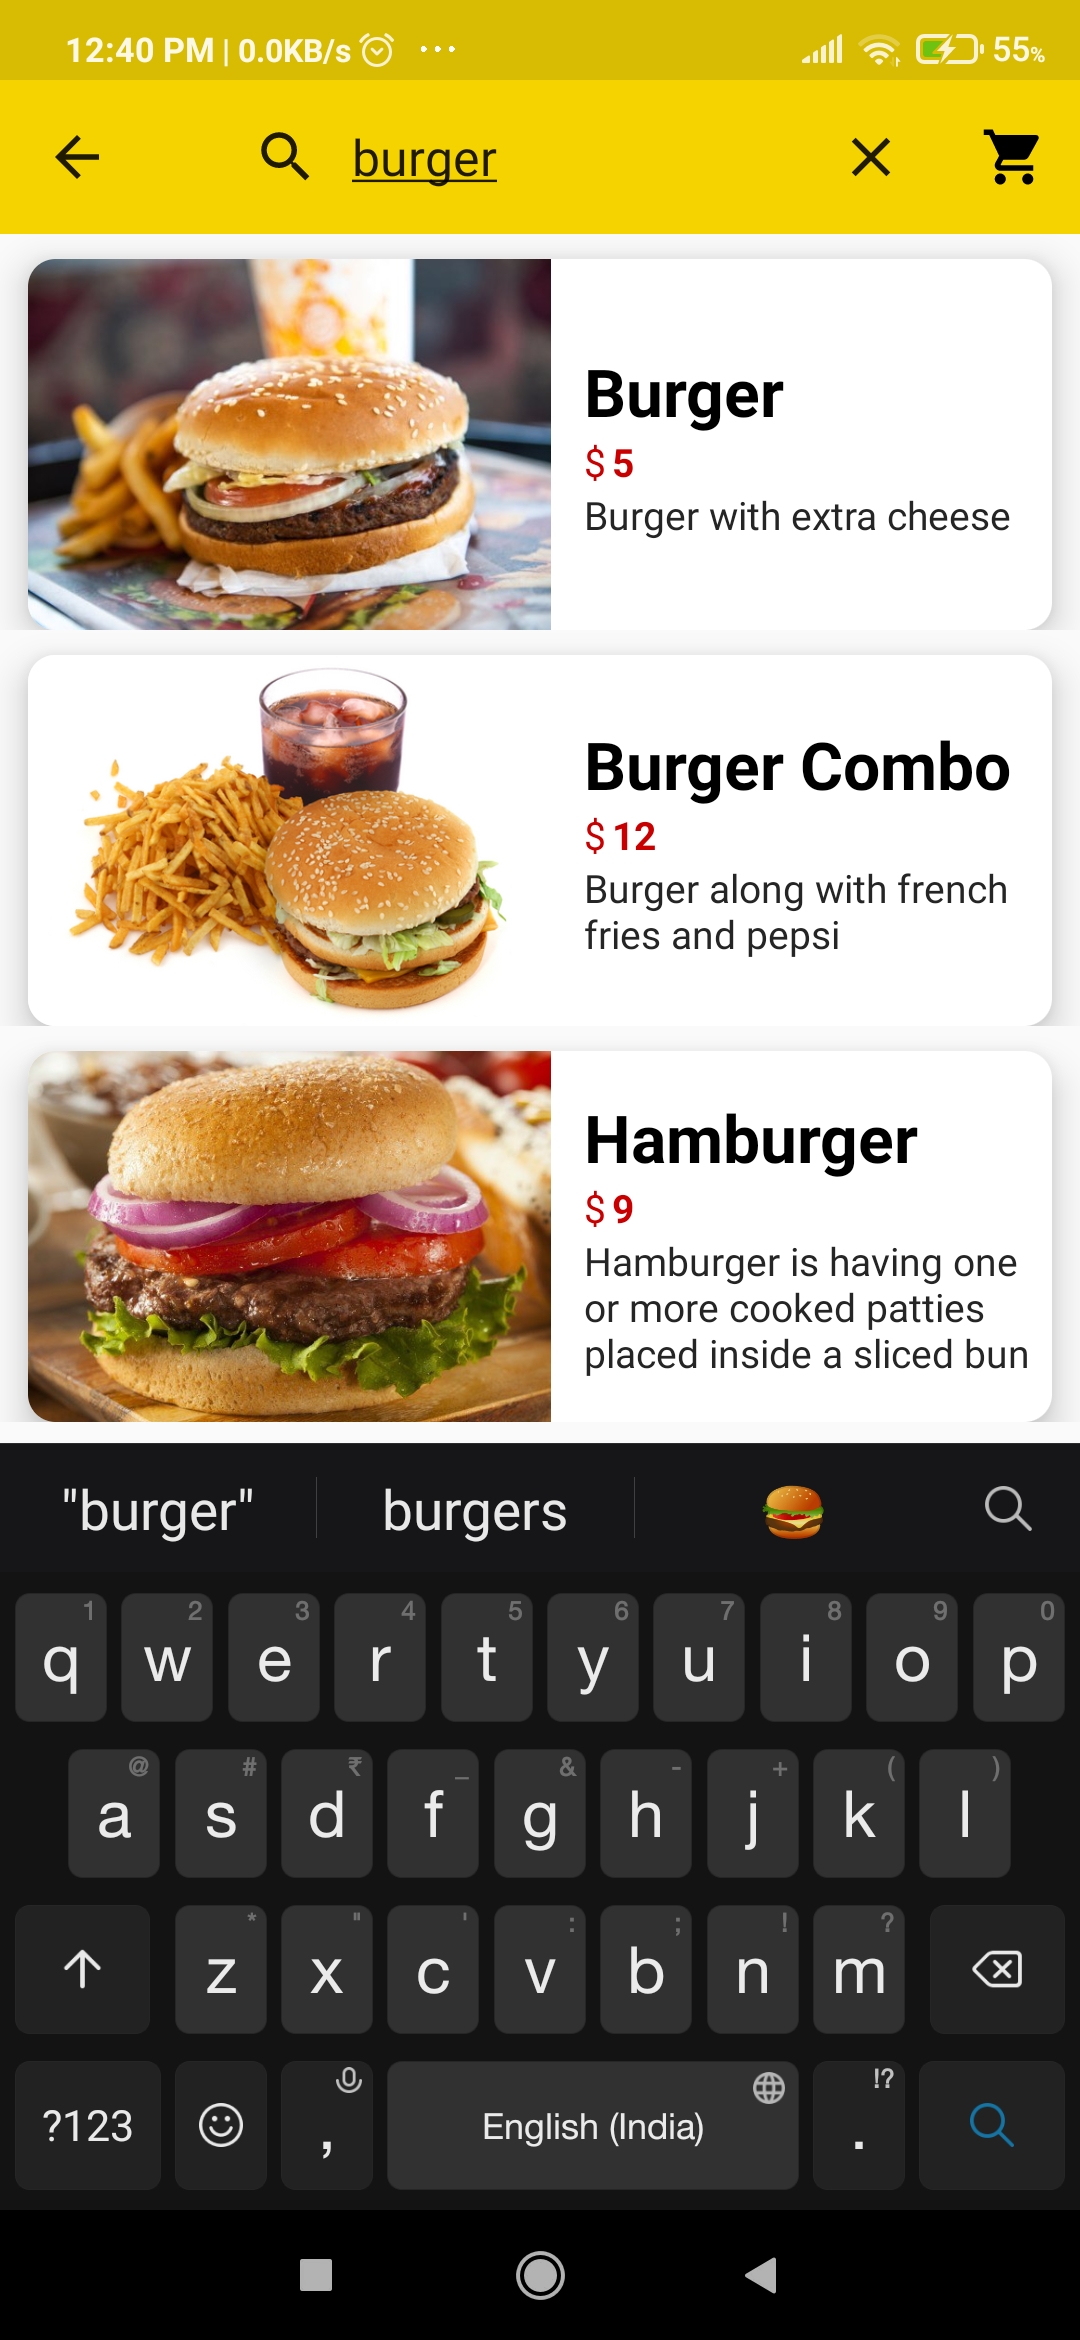 12:40 PM | 0.0KB/s ... 55%
burger
Burger
$ 5
Burger with extra cheese
Burger Combo
$ 12
Burger along with french
fries and pepsi
Hamburger
$ 9
Hamburger is having one
or more cooked patties
placed inside a sliced bun
"burger" burgers
1 2 3 4 5 6 7 8 9 0
q w e r t y u i o p
@ # ₹ _ & - + ( )
a s d f g h j k l
* " ' : ; ! ?
z x c v b n m
!?
?123 , English (India) .